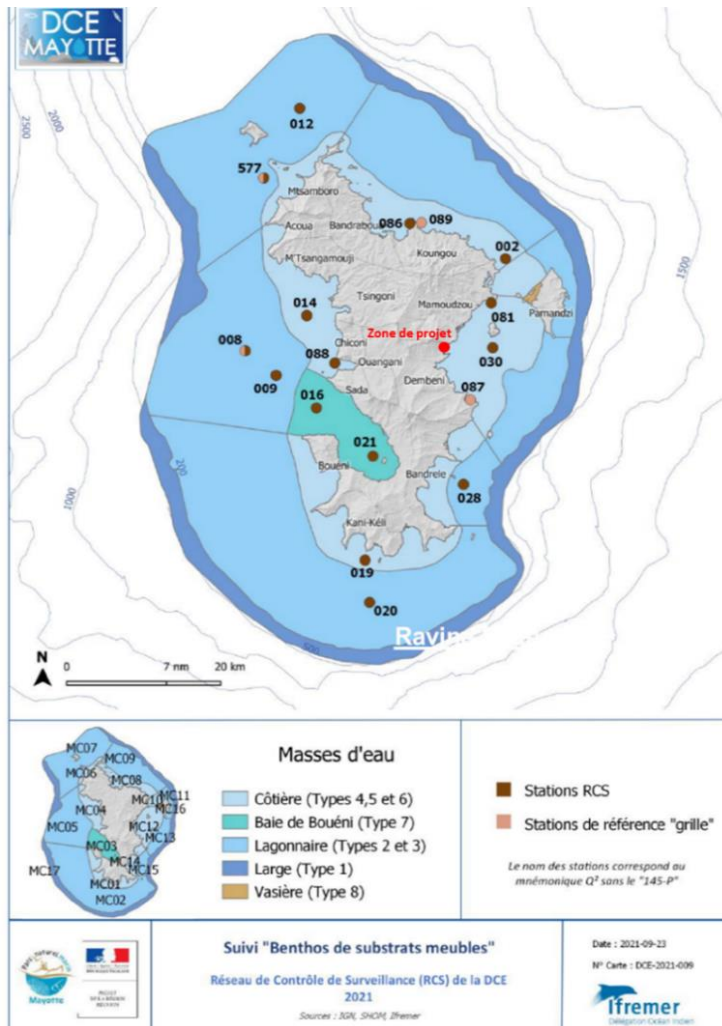 DCE
MAYOTTE
2500
2000
012
577
Mtsamboro
Acoua
Bandraboua
086
089
Koungou
002
1500
M'Tsangamouji
Tsingoni
Mamoudzou
Pamandzi
014
081
Zone de projet
008
Chiconi
088
Ouangani
030
009
Dembeni
087
Sada
016
021
Bouéni
Bandrele
028
200
1000
Kani-Kéli
019
020
500
N
0
7 nm
20 km
MC07
MC09
MC06
MC08
MC10
MC11
MC16
MC04
MC05
MC12
MC13
MC03
MC14
MC15
MC17
MC01
MC02
Masses d'eau
Côtière (Types 4,5 et 6)
Baie de Bouéni (Type 7)
Lagonnaire (Types 2 et 3)
Large (Type 1)
Vasière (Type 8)
Stations RCS
Stations de référence "grille"
Le nom des stations correspond au
mnémonique Q² sans le "145-P"
Mayotte
Suivi "Benthos de substrats meubles"
Réseau de Contrôle de Surveillance (RCS) de la DCE
2021
Sources : IGN, SHOM, Ifremer
Date : 2021-09-23
N° Carte : DCE-2021-009
Ifremer
Délégation Océan Indien